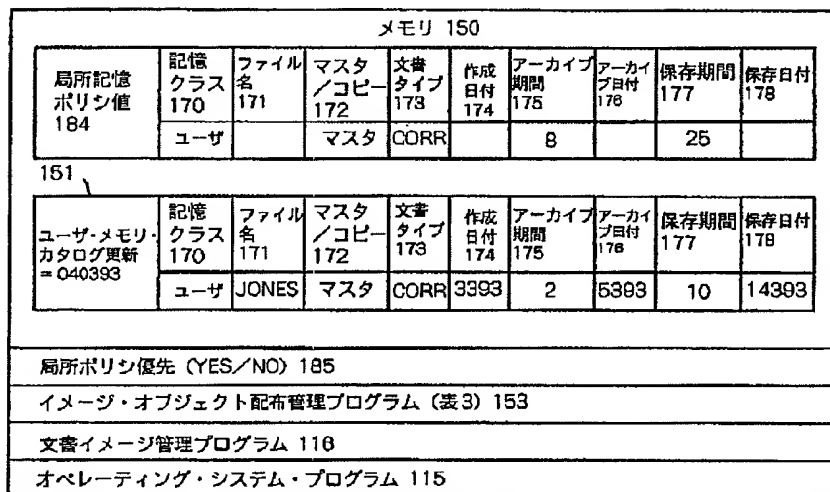 メモリ 150
局所記憶
ポリシ値
184
記憶
クラス
170
ファイル
名
171
マスタ
／コピー
172
文書
タイプ
173
作成
日付
174
アーカイブ
期間
175
アーカイ
ブ日付
176
保存期間
177
保存日付
178
ユーザ
マスタ
CORR
8
25
151
ユーザ・メモリ・
カタログ更新
＝040393
記憶
クラス
170
ファイル
名
171
マスタ
／コピー
172
文書
タイプ
173
作成
日付
174
アーカイブ
期間
175
アーカイ
ブ日付
176
保存期間
177
保存日付
178
ユーザ
JONES
マスタ
CORR
3393
2
5393
10
14393
局所ポリシ優先（YES／NO）185
イメージ・オブジェクト配布管理プログラム（表3）153
文書イメージ管理プログラム 116
オペレーティング・システム・プログラム 115